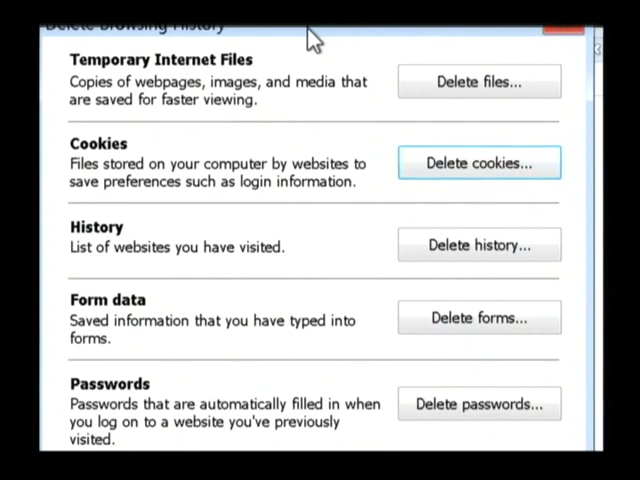 Delete Browsing History
Temporary Internet Files
Copies of webpages, images, and media that
are saved for faster viewing.
Delete files...
Cookies
Files stored on your computer by websites to
save preferences such as login information.
Delete cookies...
History
List of websites you have visited.
Delete history...
Form data
Saved information that you have typed into
forms.
Delete forms...
Passwords
Passwords that are automatically filled in when
you log on to a website you've previously
visited.
Delete passwords...